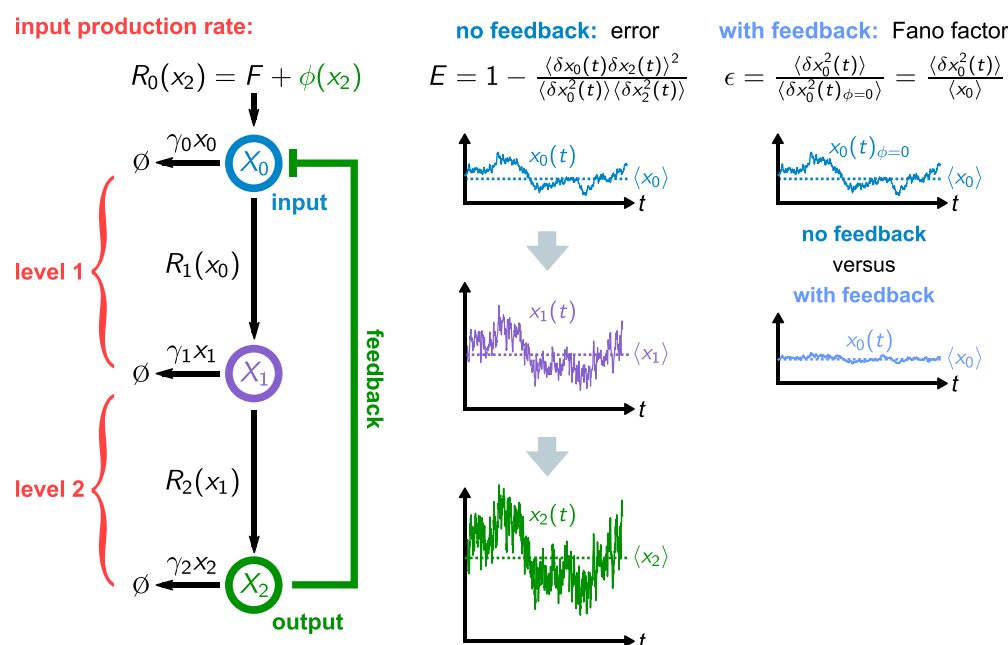 input production rate:
R₀(x₂) = F + ϕ(x₂)
γ₀x₀
∅
X₀
input
level 1
R₁(x₀)
γ₁x₁
∅
X₁
feedback
level 2
R₂(x₁)
γ₂x₂
∅
X₂
output
no feedback: error
E = 1 − ⟨δx₀(t)δx₂(t)⟩² / ⟨δx₀²(t)⟩⟨δx₂²(t)⟩
x₀(t)
⟨x₀⟩
t
x₁(t)
⟨x₁⟩
t
x₂(t)
⟨x₂⟩
t
with feedback: Fano factor
ϵ = ⟨δx₀²(t)⟩ / ⟨δx₀²(t)ϕ₌₀⟩ = ⟨δx₀²(t)⟩ / ⟨x₀⟩
x₀(t)ϕ₌₀
⟨x₀⟩
t
no feedback
versus
with feedback
x₀(t)
⟨x₀⟩
t